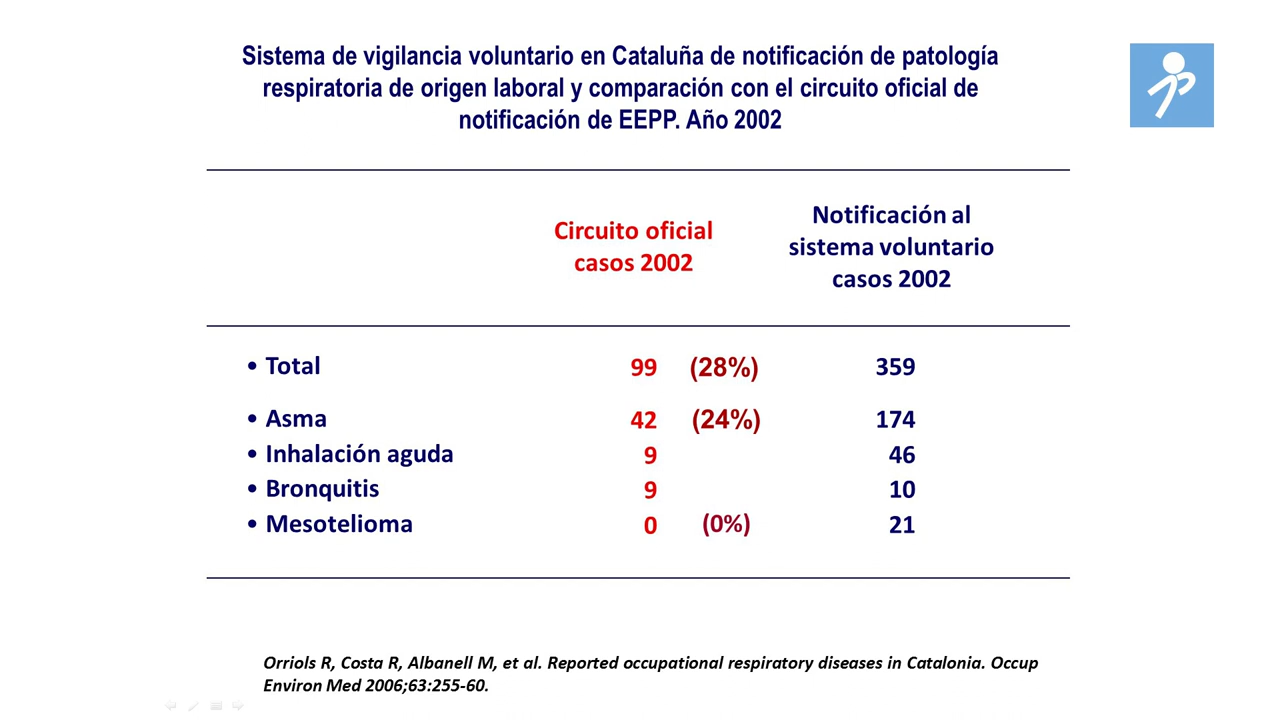 Sistema de vigilancia voluntario en Cataluña de notificación de patología
respiratoria de origen laboral y comparación con el circuito oficial de
notificación de EEPP. Año 2002
Circuito oficial
casos 2002
Notificación al
sistema voluntario
casos 2002
• Total 99 (28%) 359
• Asma 42 (24%) 174
• Inhalación aguda 9 46
• Bronquitis 9 10
• Mesotelioma 0 (0%) 21
Orriols R, Costa R, Albanell M, et al. Reported occupational respiratory diseases in Catalonia. Occup
Environ Med 2006;63:255-60.